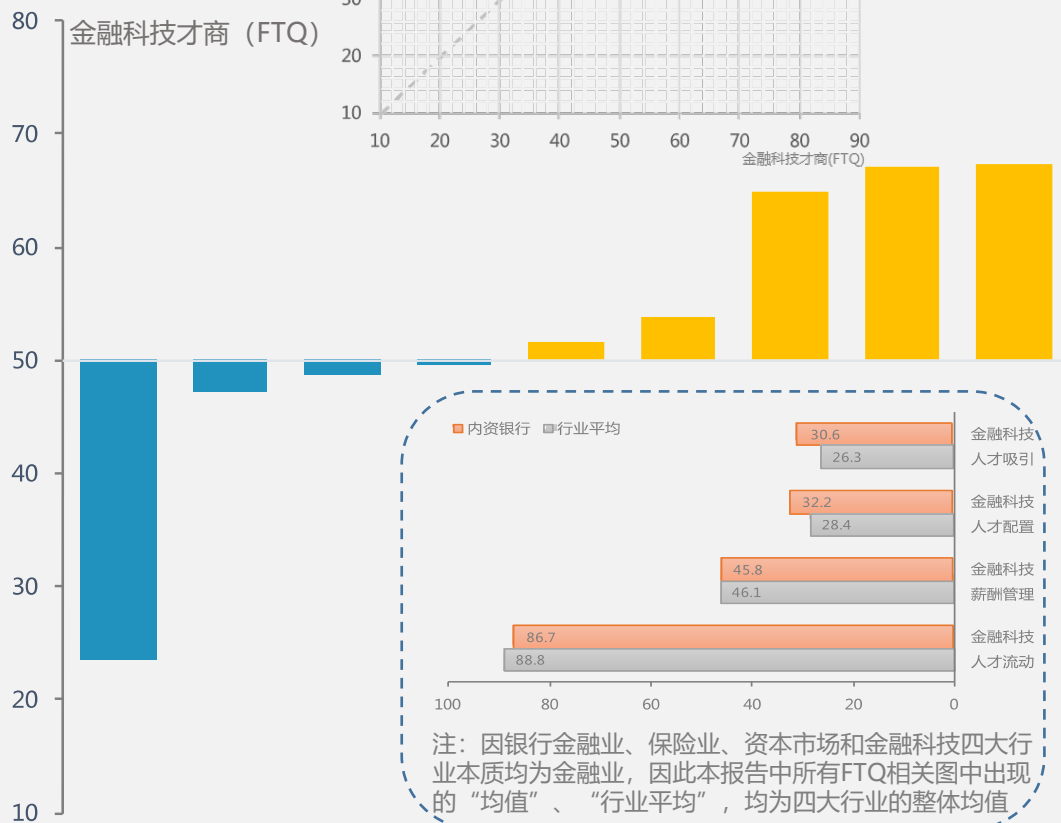 金融科技才商（FTQ）
80
70
60
50
40
30
20
10
20
10
10 20 30 40 50 60 70 80 90
金融科技才商(FTQ)
内资银行 行业平均
30.6
26.3
金融科技
人才吸引
32.2
28.4
金融科技
人才配置
45.8
46.1
金融科技
薪酬管理
86.7
88.8
金融科技
人才流动
100 80 60 40 20 0
注：因银行金融业、保险业、资本市场和金融科技四大行
业本质均为金融业，因此本报告中所有FTQ相关图中出现
的“均值”、“行业平均”，均为四大行业的整体均值